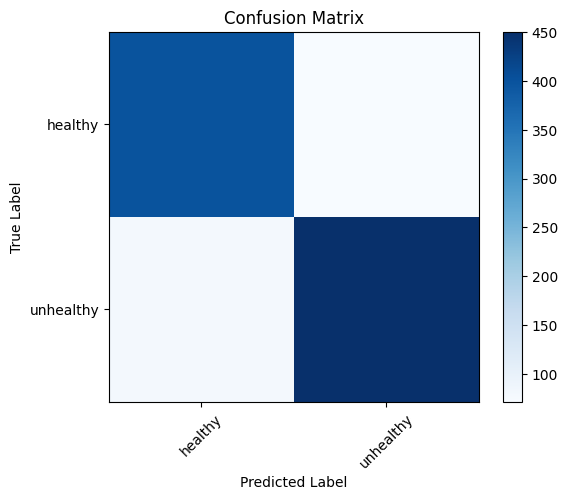 Confusion Matrix
True Label
healthy
unhealthy
healthy
unhealthy
Predicted Label
450
400
350
300
250
200
150
100